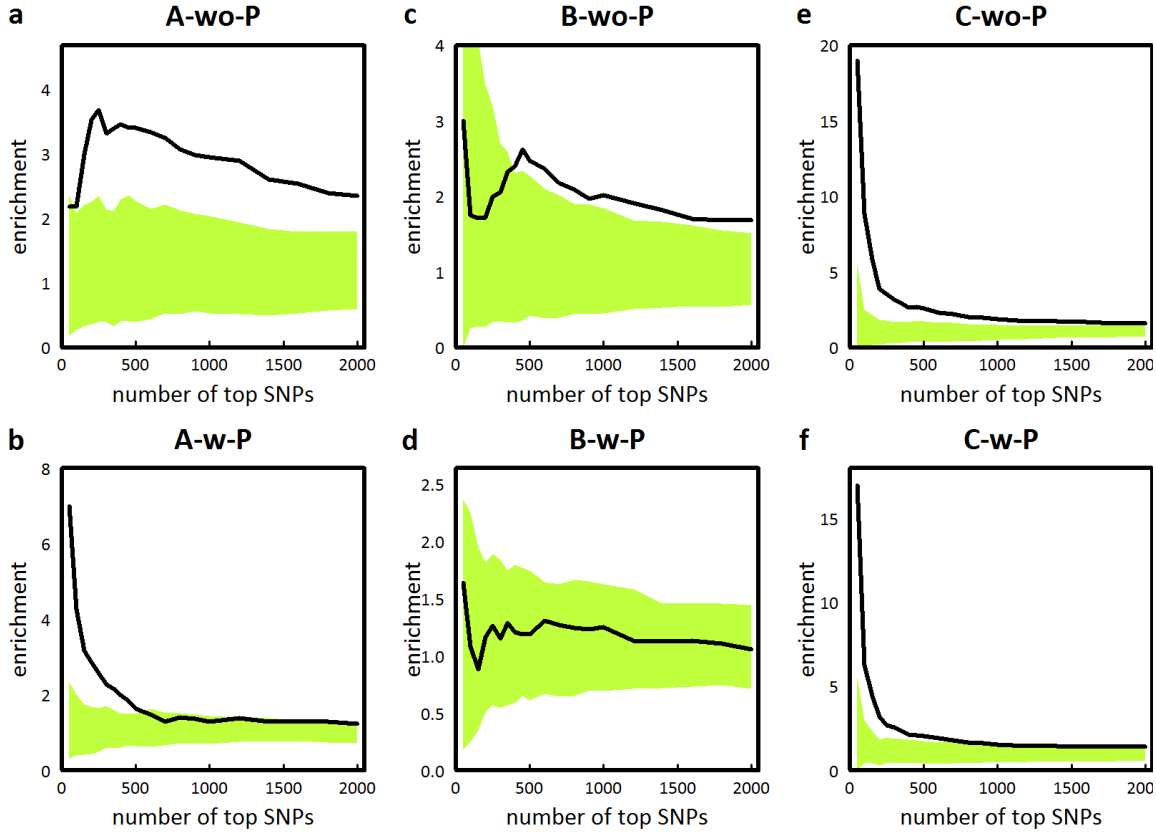 a A-wo-P
enrichment
4
3
2
1
0
0 500 1000 1500 2000
number of top SNPs
c B-wo-P
enrichment
4
3
2
1
0
0 500 1000 1500 2000
number of top SNPs
e C-wo-P
enrichment
20
15
10
5
0
0 500 1000 1500 2000
number of top SNPs
b A-w-P
enrichment
8
6
4
2
0
0 500 1000 1500 2000
number of top SNPs
d B-w-P
enrichment
2.5
2.0
1.5
1.0
0.5
0.0
0 500 1000 1500 2000
number of top SNPs
f C-w-P
enrichment
15
10
5
0
0 500 1000 1500 2000
number of top SNPs